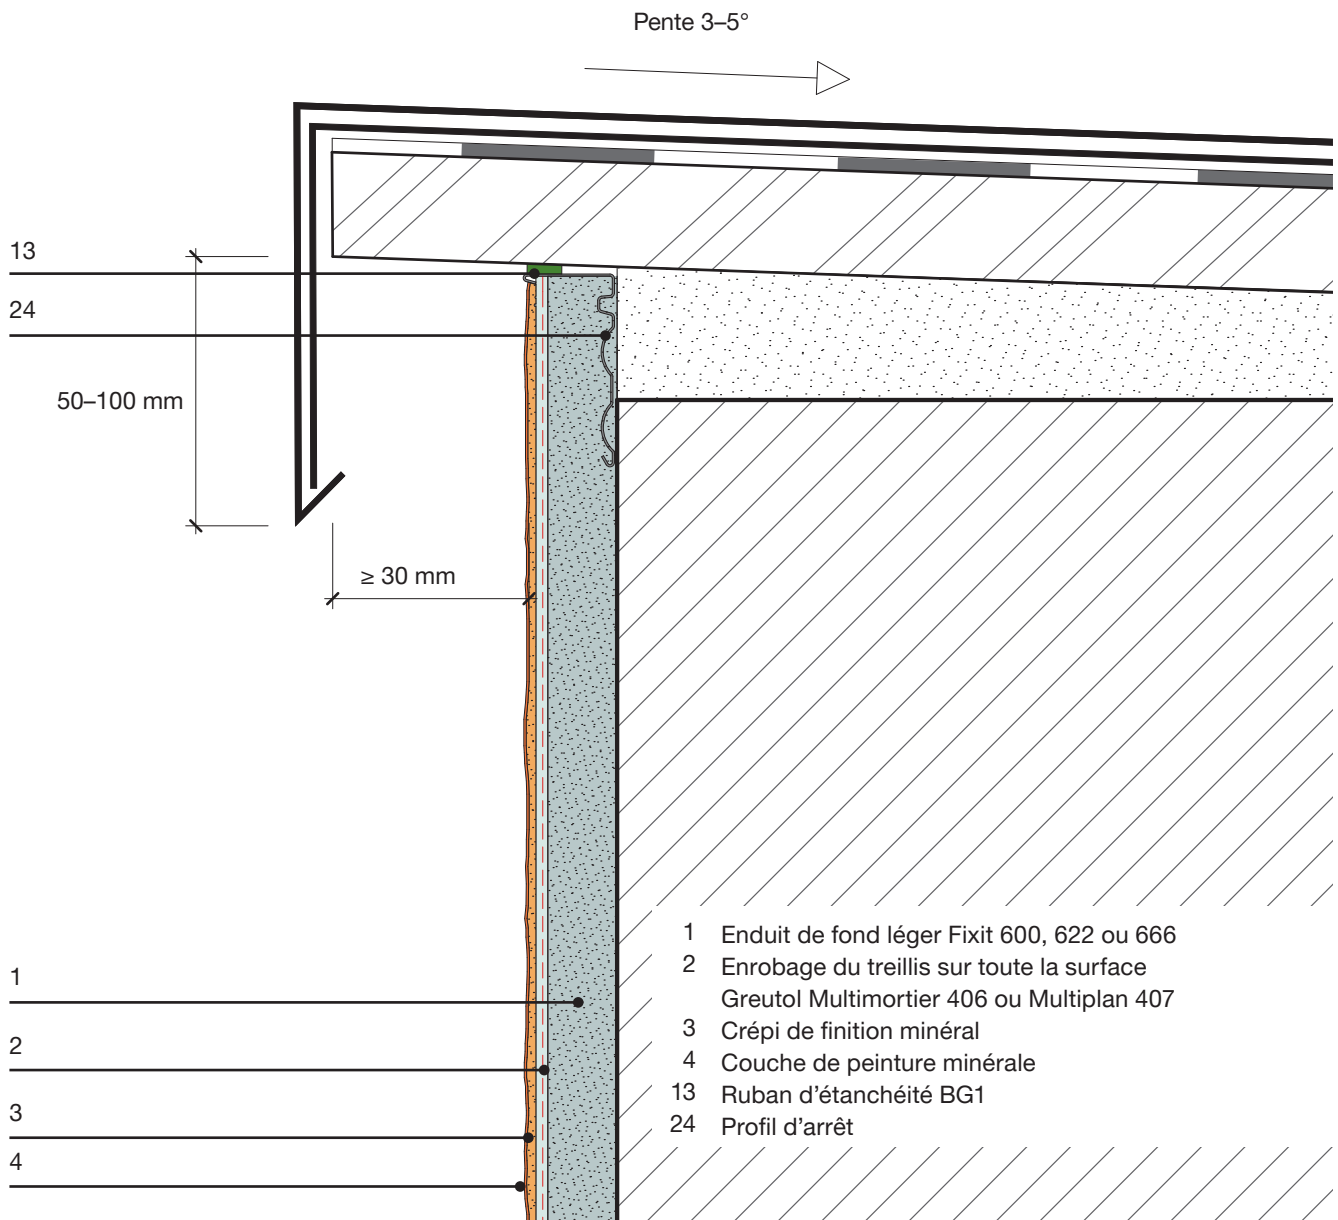 Pente 3–5°
13
24
50–100 mm
≥ 30 mm
1
2
3
4
1 Enduit de fond léger Fixit 600, 622 ou 666
2 Enrobage du treillis sur toute la surface
Greutol Multimortier 406 ou Multiplan 407
3 Crépi de finition minéral
4 Couche de peinture minérale
13 Ruban d'étanchéité BG1
24 Profil d'arrêt